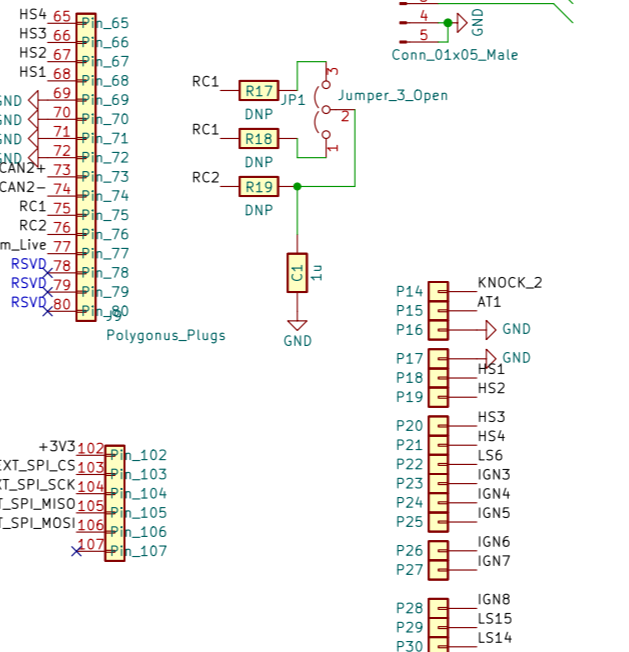 HS4 65 Pin_65
HS3 66 Pin_66
HS2 67 Pin_67
HS1 68 Pin_68
GND 69 Pin_69
GND 70 Pin_70
GND 71 Pin_71
GND 72 Pin_72
CAN2+ 73 Pin_73
CAN2- 74 Pin_74
RC1 75 Pin_75
RC2 76 Pin_76
m_Live 77 Pin_77
RSVD 78 Pin_78
RSVD 79 Pin_79
RSVD 80 Pin_80
J9
Polygonus_Plugs
+3V3 102 Pin_102
EXT_SPI_CS 103 Pin_103
XT_SPI_SCK 104 Pin_104
T_SPI_MISO 105 Pin_105
T_SPI_MOSI 106 Pin_106
107 Pin_107
RC1 R17
DNP
RC1 R18
DNP
RC2 R19
DNP
JP1
3
2
1
Jumper_3_Open
C1
1u
GND
4
5
GND
Conn_01x05_Male
P14 KNOCK_2
P15 AT1
P16 GND
P17 GND
P18 HS1
P19 HS2
P20 HS3
P21 HS4
P22 LS6
P23 IGN3
P24 IGN4
P25 IGN5
P26 IGN6
P27 IGN7
P28 IGN8
P29 LS15
P30 LS14